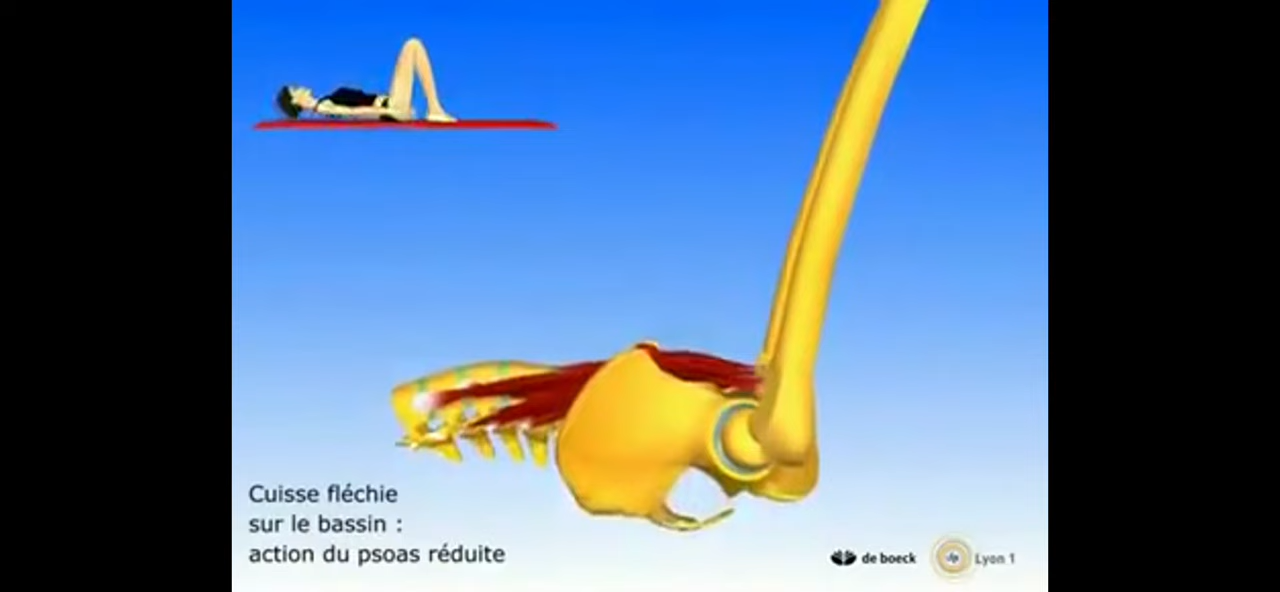 Cuisse fléchie
sur le bassin :
action du psoas réduite
de boeck
Lyon 1